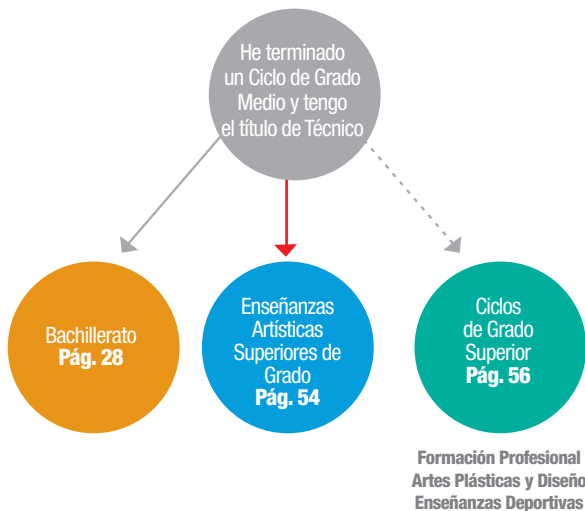 He terminado
un Ciclo de Grado
Medio y tengo
el título de Técnico
Bachillerato
Pág. 28
Enseñanzas
Artísticas
Superiores de
Grado
Pág. 54
Ciclos
de Grado
Superior
Pág. 56
Formación Profesional
Artes Plásticas y Diseño
Enseñanzas Deportivas